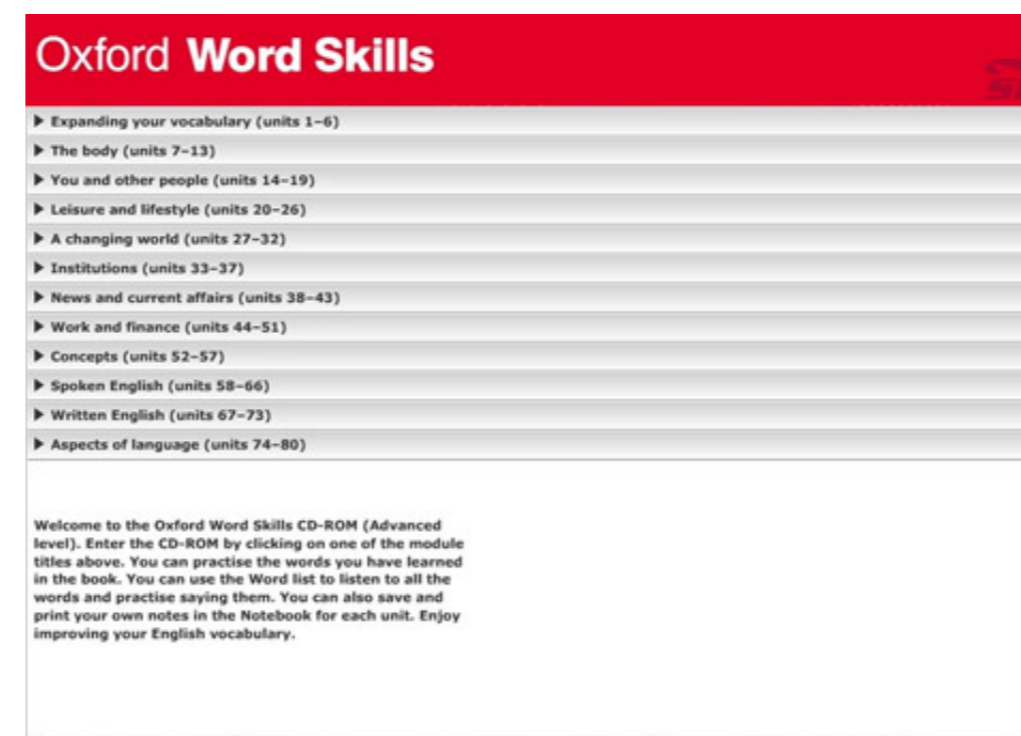 Oxford Word Skills
Expanding your vocabulary (units 1–6)
The body (units 7–13)
You and other people (units 14–19)
Leisure and lifestyle (units 20–26)
A changing world (units 27–32)
Institutions (units 33–37)
News and current affairs (units 38–43)
Work and finance (units 44–51)
Concepts (units 52–57)
Spoken English (units 58–66)
Written English (units 67–73)
Aspects of language (units 74–80)
Welcome to the Oxford Word Skills CD-ROM (Advanced
level). Enter the CD-ROM by clicking on one of the module
titles above. You can practise the words you have learned
in the book. You can use the Word list to listen to all the
words and practise saying them. You can also save and
print your own notes in the Notebook for each unit. Enjoy
improving your English vocabulary.